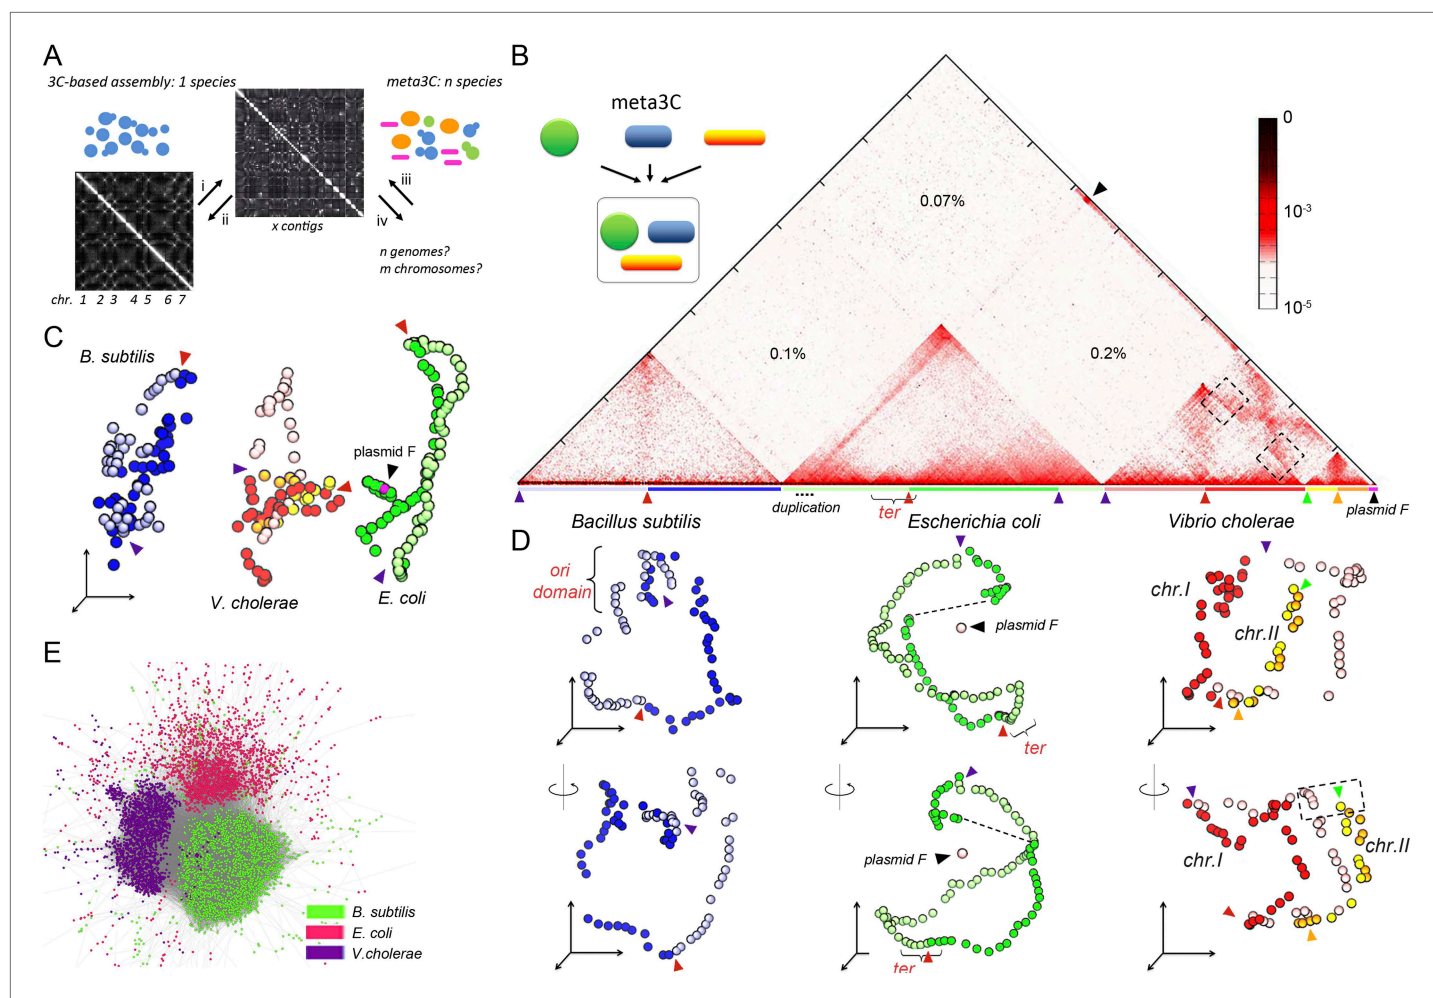 A
3C-based assembly: 1 species
meta3C: n species
i
ii
iii
iv
x contigs
n genomes?
m chromosomes?
chr. 1 2 3 4 5 6 7
B
meta3C
0.07%
0.1%
0.2%
0
10-3
10-5
duplication
ter
plasmid F
Bacillus subtilis
Escherichia coli
Vibrio cholerae
C
B. subtilis
plasmid F
V. cholerae
E. coli
D
ori
domain
plasmid F
ter
chr.I
chr.II
plasmid F
ter
chr.I
chr.II
E
B. subtilis
E. coli
V.cholerae